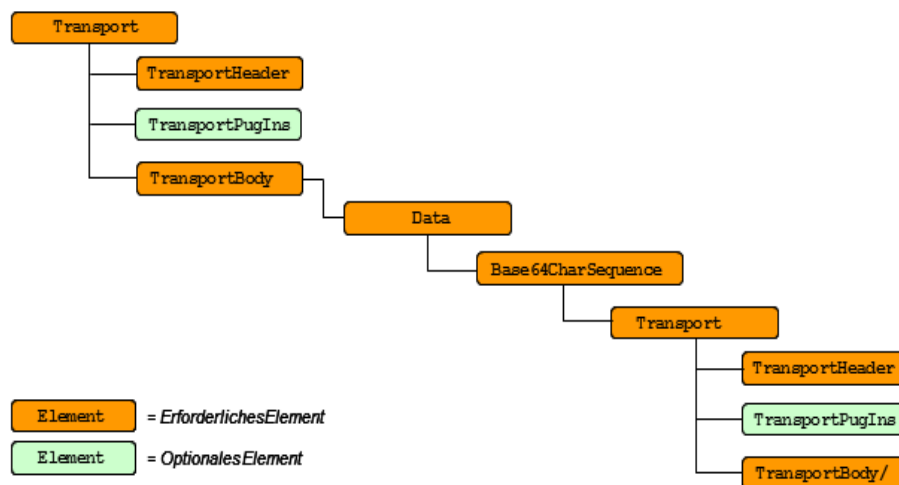 Transport
TransportHeader
TransportPugIns
TransportBody
Data
Base64CharSequence
Transport
TransportHeader
TransportPugIns
TransportBody/
Element = ErforderlichesElement
Element = OptionalesElement